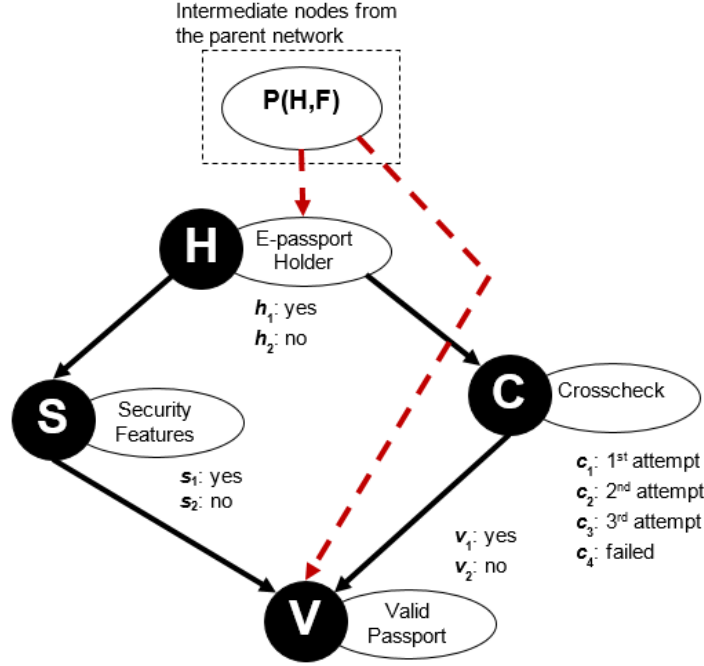 Intermediate nodes from
the parent network
P(H,F)
H
E-passport
Holder
h1: yes
h2: no
S
Security
Features
s1: yes
s2: no
C
Crosscheck
c1: 1st attempt
c2: 2nd attempt
c3: 3rd attempt
c4: failed
v1: yes
v2: no
V
Valid
Passport